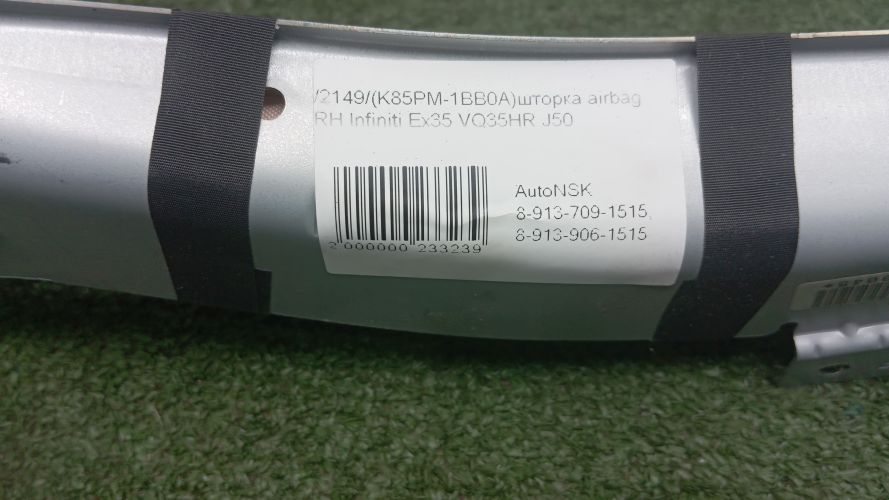 /2149/(K85PM-1BB0A)шторка airbag
RH Infiniti Ex35 VQ35HR J50
AutoNSK
8-913-709-1515,
8-913-906-1515
2 000000 233239